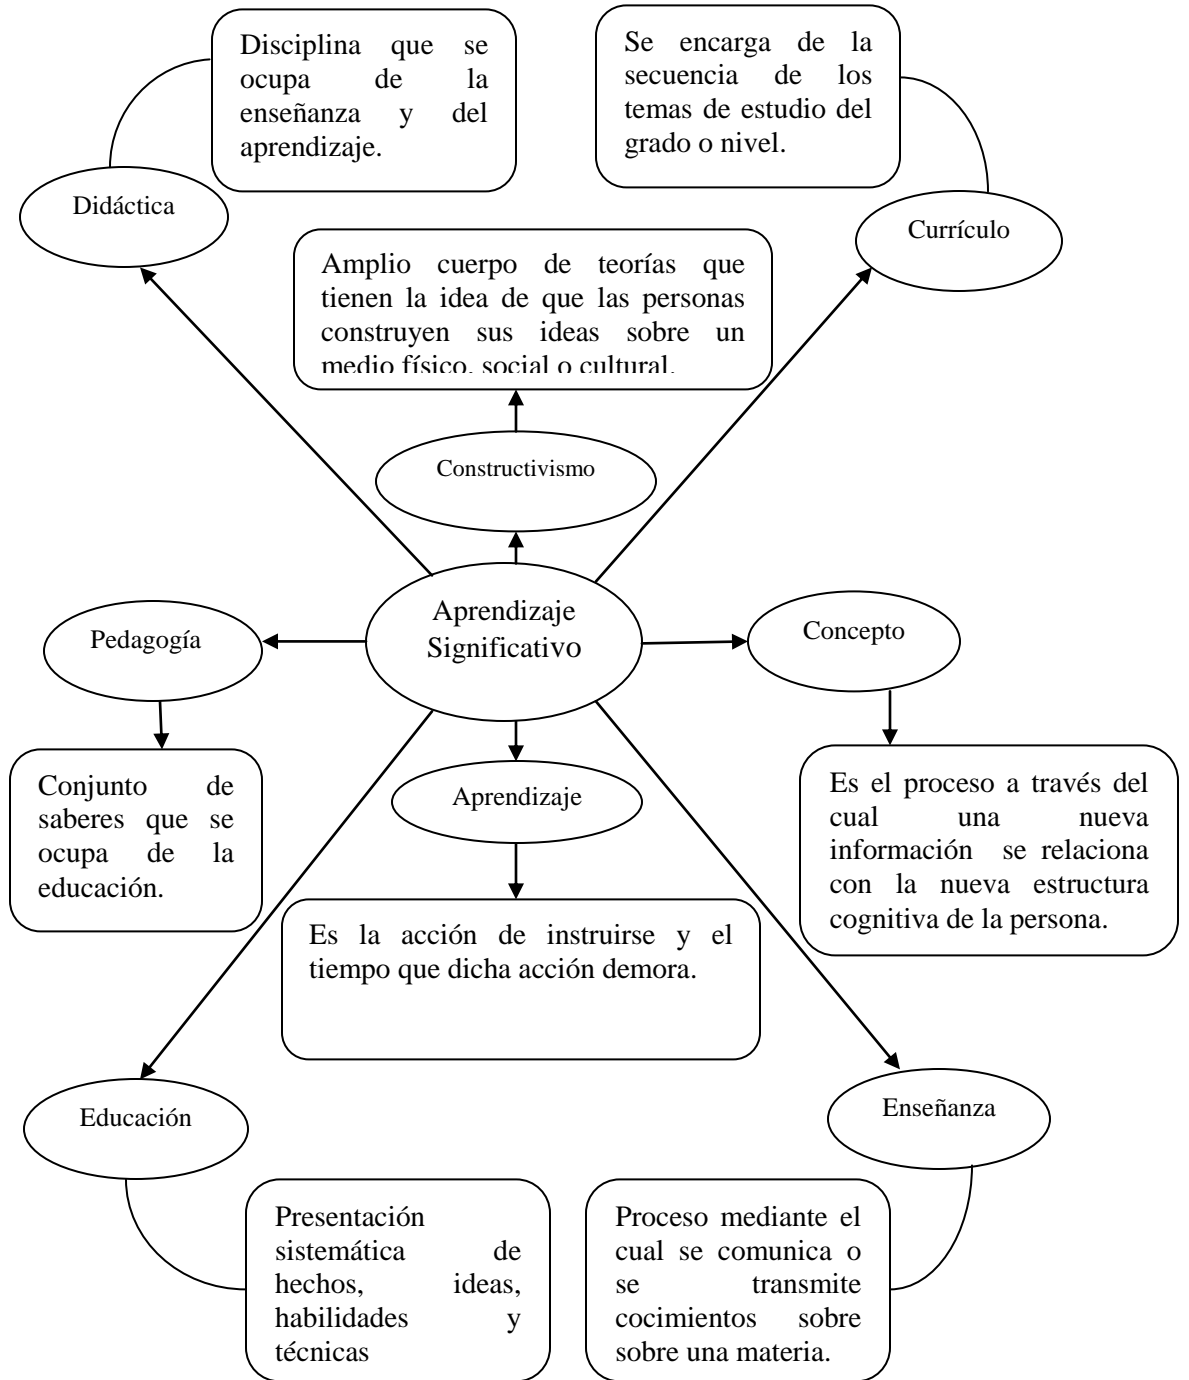 Disciplina que se
ocupa de la
enseñanza y del
aprendizaje.
Se encarga de la
secuencia de los
temas de estudio del
grado o nivel.
Didáctica
Currículo
Amplio cuerpo de teorías que
tienen la idea de que las personas
construyen sus ideas sobre un
medio físico, social o cultural.
Constructivismo
Aprendizaje
Significativo
Pedagogía
Concepto
Conjunto de
saberes que se
ocupa de la
educación.
Aprendizaje
Es el proceso a través del
cual una nueva
información se relaciona
con la nueva estructura
cognitiva de la persona.
Es la acción de instruirse y el
tiempo que dicha acción demora.
Educación
Enseñanza
Presentación
sistemática de
hechos, ideas,
habilidades y
técnicas
Proceso mediante el
cual se comunica o
se transmite
cocimientos sobre
sobre una materia.